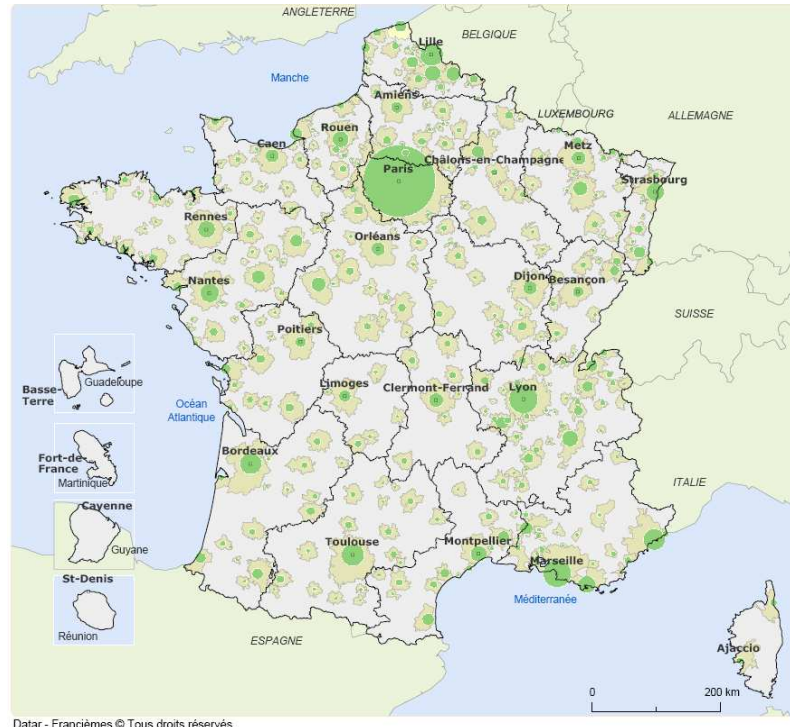 ANGLETERRE
BELGIQUE
Lille
Manche
Amiens
LUXEMBOURG
ALLEMAGNE
Rouen
Caen
Metz
Châlons-en-Champagne
Paris
Strasbourg
Rennes
Orléans
Nantes
Dijon
Besançon
SUISSE
Poitiers
Guadeloupe
Basse-
Terre
Limoges
Clermont-Ferrand
Lyon
Océan
Atlantique
Bordeaux
Fort-de-
France
Martinique
ITALIE
Cayenne
Guyane
Toulouse
Montpellier
Marseille
St-Denis
Réunion
Méditerranée
ESPAGNE
Ajaccio
0
200 km
Datar - Francièmes © Tous droits réservés